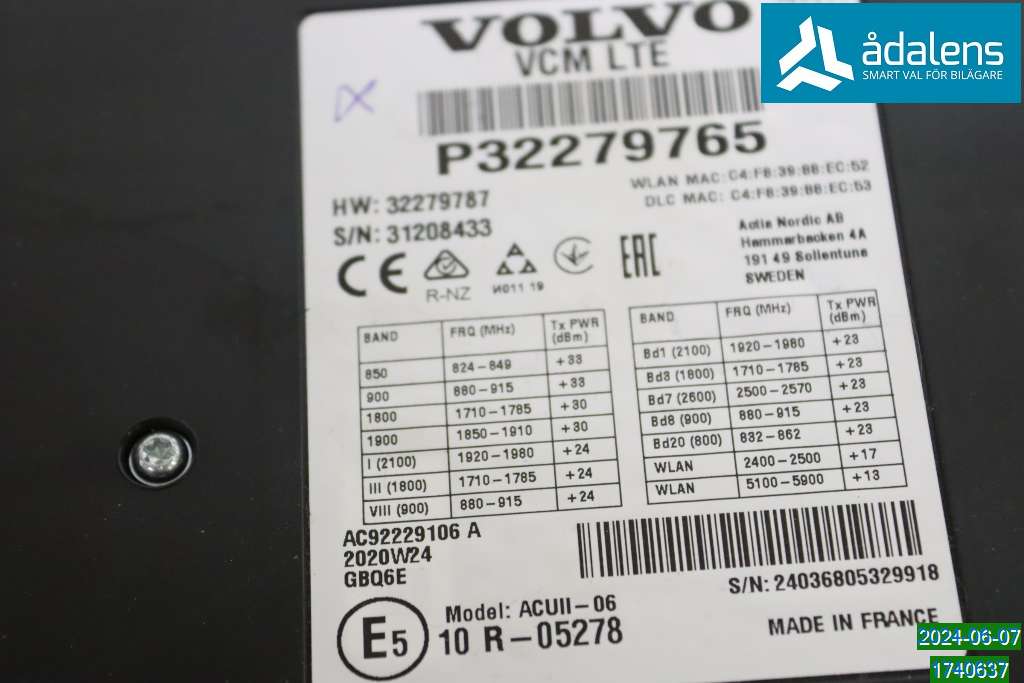 VOLVO
VCM LTE
P32279765
HW: 32279787
S/N: 31208433
WLAN MAC: C4:F8:39:88:EC:52
DLC MAC: C4:F8:39:88:EC:53
Actia Nordic AB
Hammarbacken 4A
191 49 Sollentuna
SWEDEN
CE
R-NZ
И011 19
EAC
BAND FRQ (MHz) Tx PWR (dBm)
850 824-849 +33
900 880-915 +33
1800 1710-1785 +30
1900 1850-1910 +30
I (2100) 1920-1980 +24
III (1800) 1710-1785 +24
VIII (900) 880-915 +24
BAND FRQ (MHz) Tx PWR (dBm)
Bd1 (2100) 1920-1980 +23
Bd3 (1800) 1710-1785 +23
Bd7 (2600) 2500-2570 +23
Bd8 (900) 880-915 +23
Bd20 (800) 832-862 +23
WLAN 2400-2500 +17
WLAN 5100-5900 +13
AC92229106 A
2020W24
GBQ6E
S/N: 24036805329918
E5
Model: ACUII-06
10 R-05278
MADE IN FRANCE
ådalens
SMART VAL FÖR BILÄGARE
2024-06-07
1740637